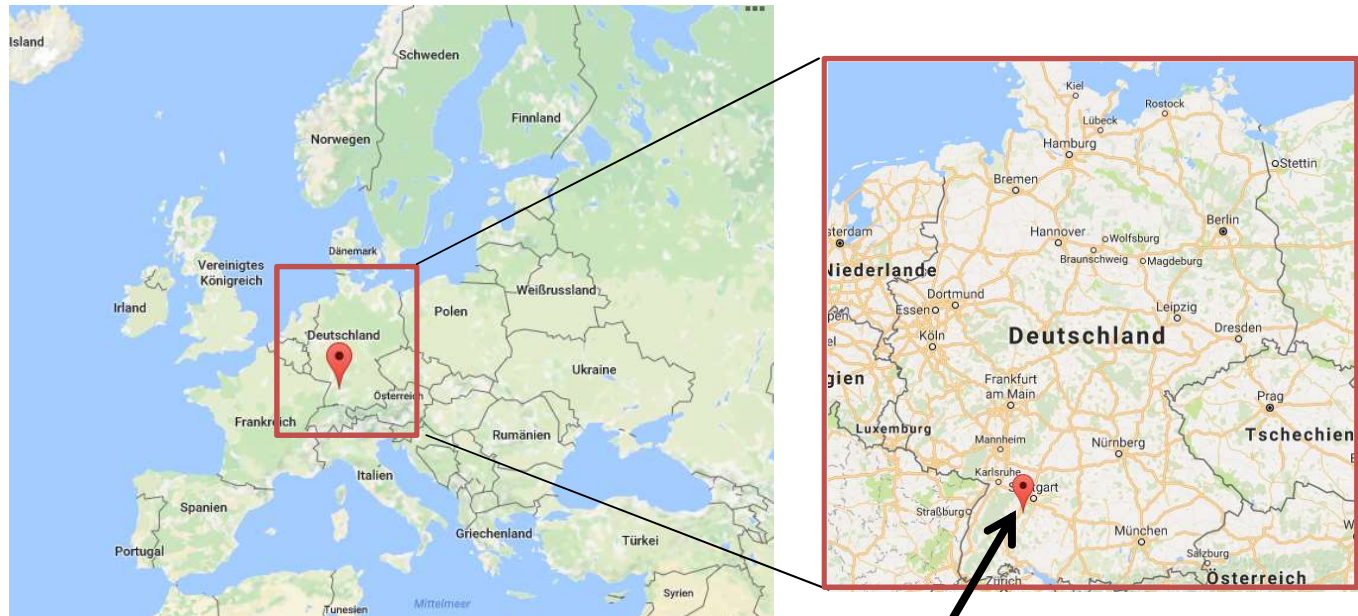 Island
Schweden
Finnland
Norwegen
Dänemark
Vereinigtes
Königreich
Irland
Weißrussland
Polen
Deutschland
Ukraine
Österreich
Frankreich
Rumänien
Italien
Spanien
Griechenland
Türkei
Portugal
Syrien
Mittelmeer
Tunesien
Kiel
Rostock
Lübeck
Hamburg
Stettin
Bremen
Berlin
Hannover
Wolfsburg
sterdam
Braunschweig
Magdeburg
Niederlande
Dortmund
Essen
Leipzig
Köln
Dresden
Deutschland
gien
Frankfurt
am Main
Prag
Luxemburg
Tschechien
Mannheim
Nürnberg
Karlsruhe
gart
Straßburg
München
Salzburg
Zürich
Österreich